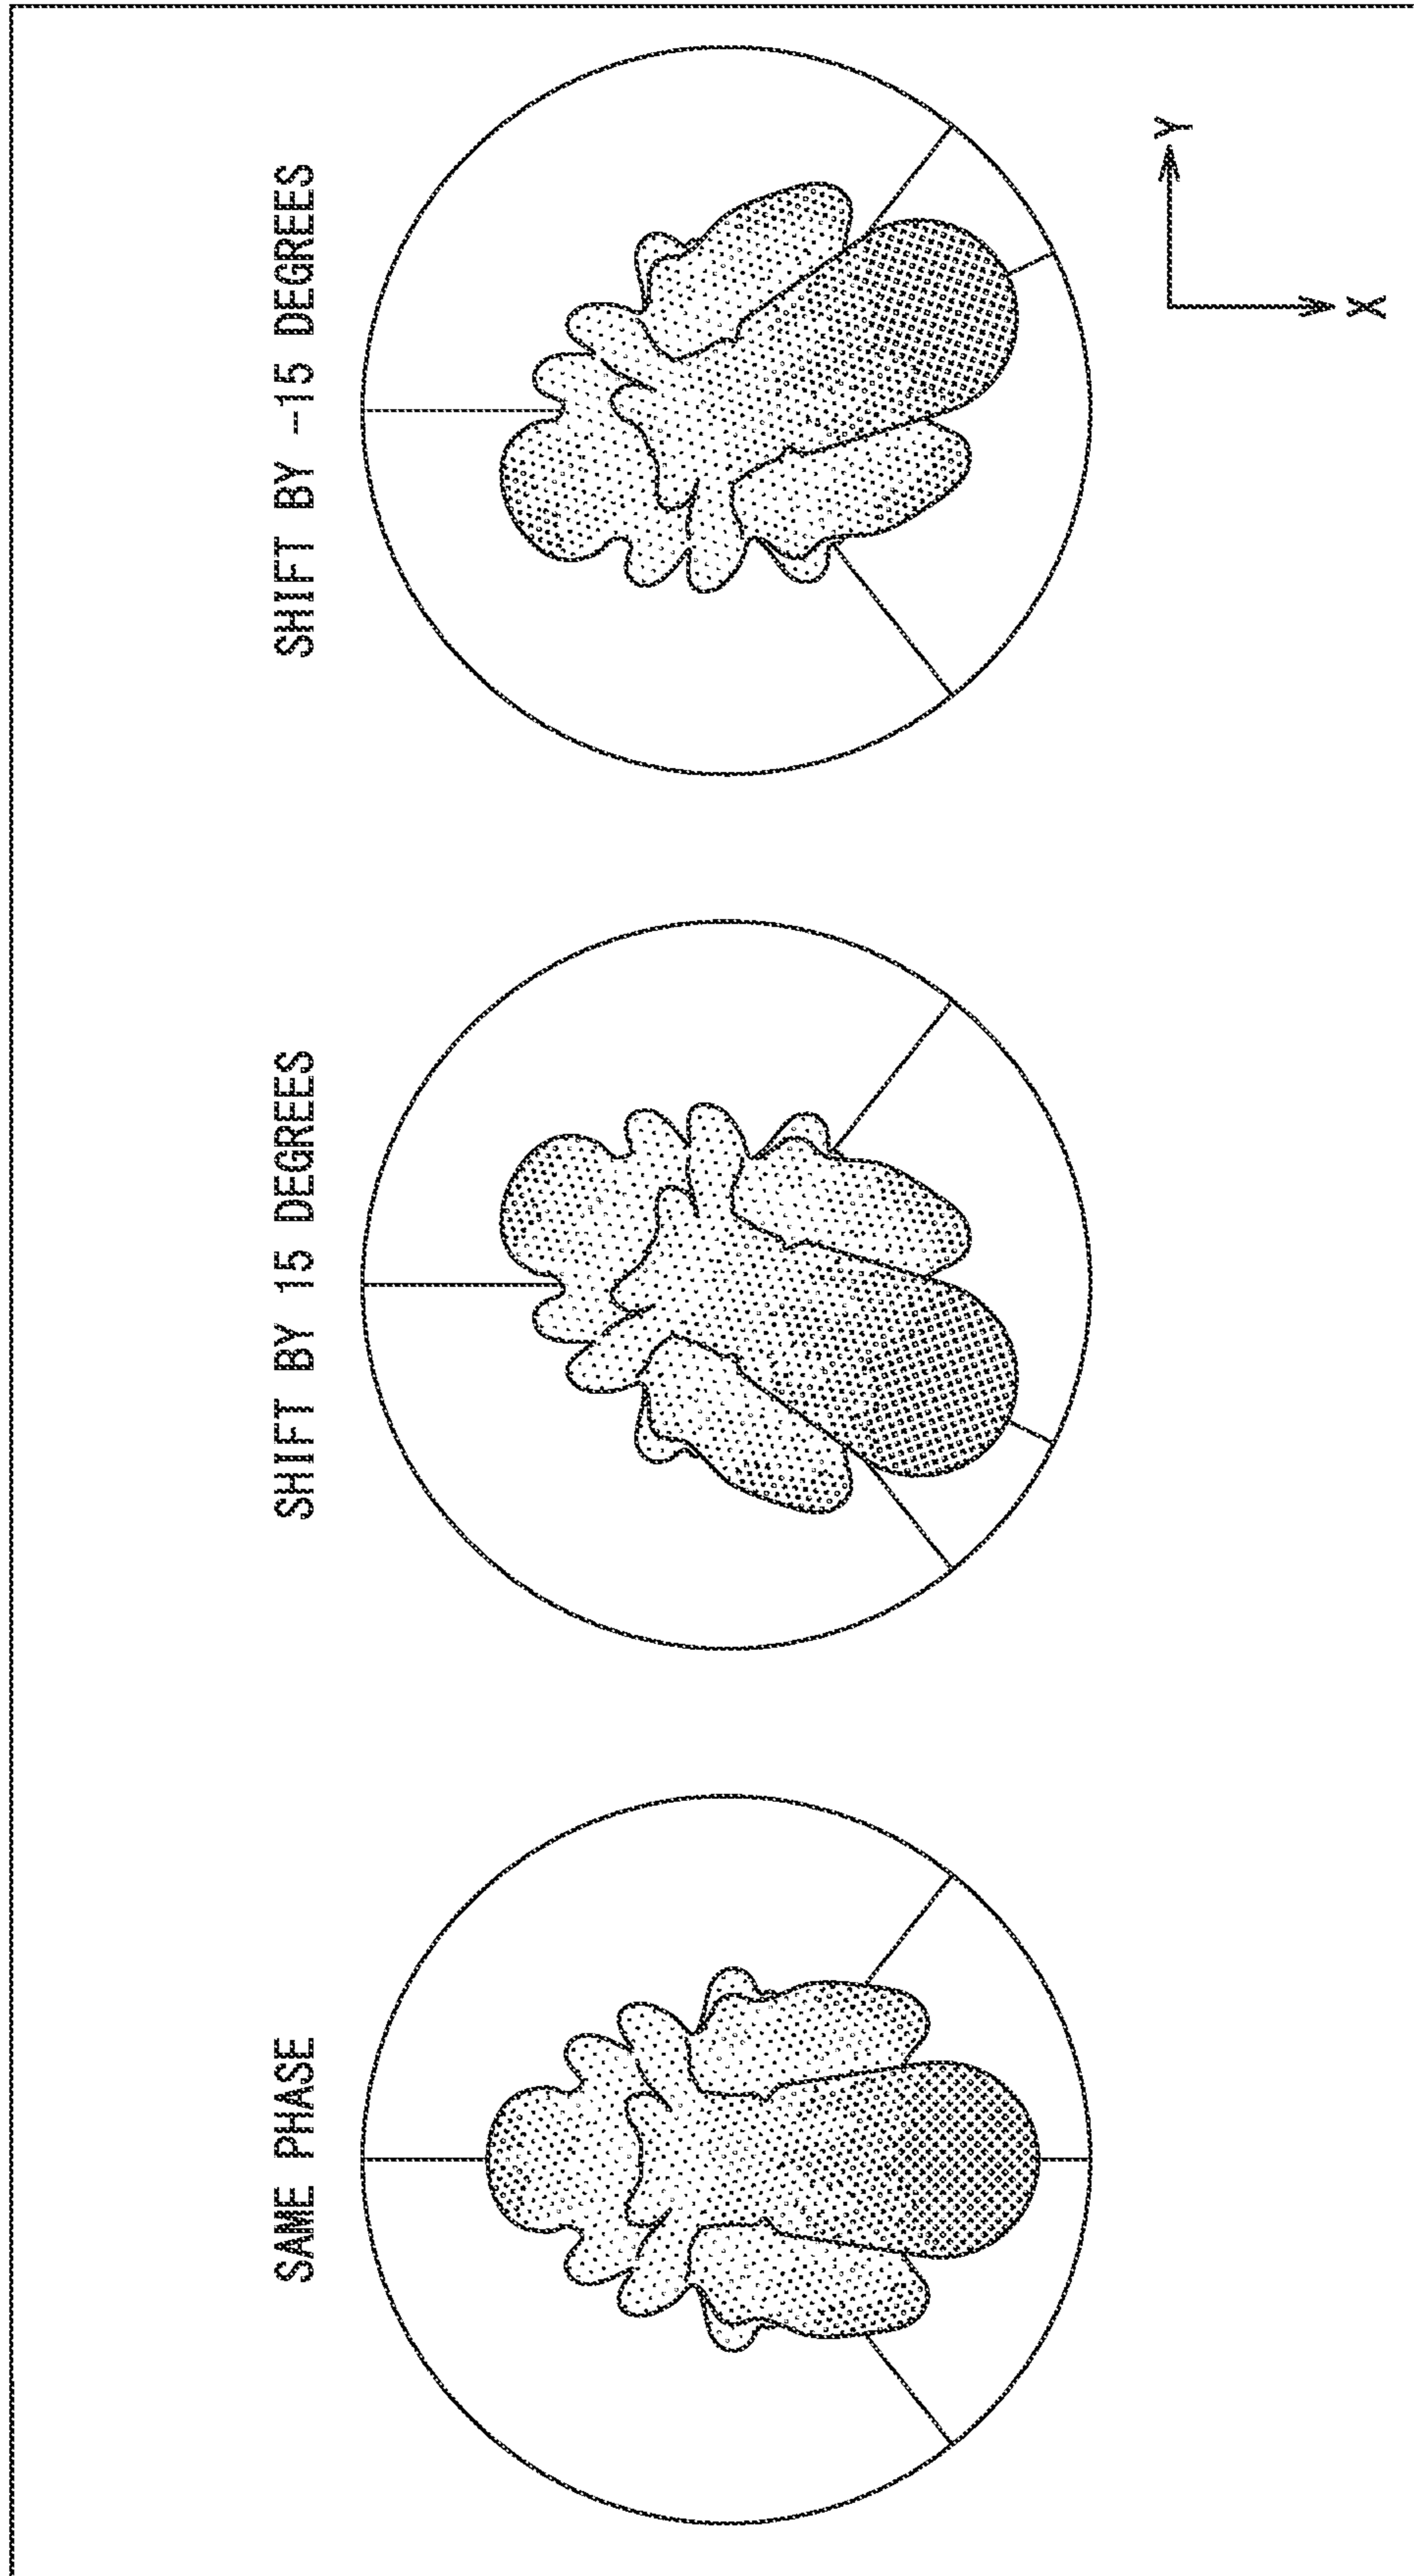 SAME PHASE
SHIFT BY 15 DEGREES
SHIFT BY -15 DEGREES
Y
X